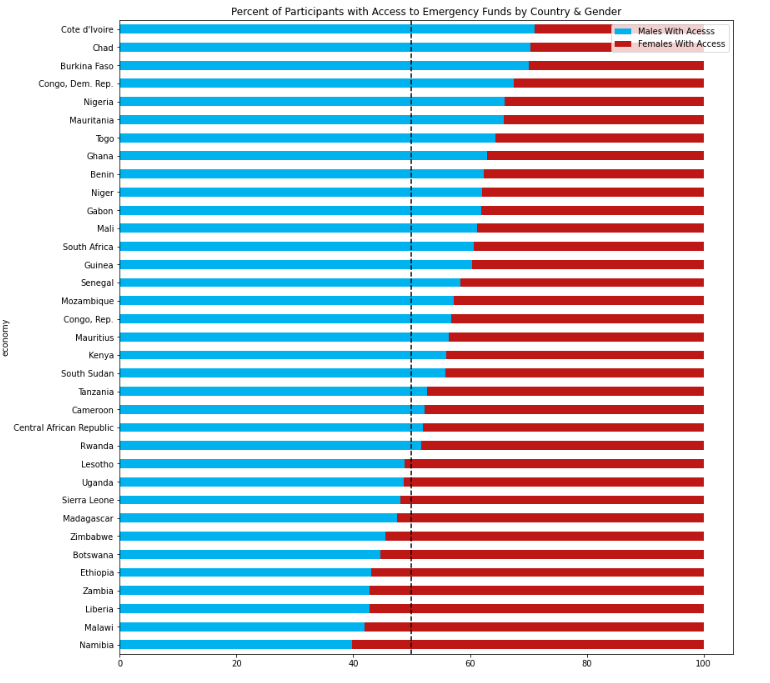 Percent of Participants with Access to Emergency Funds by Country & Gender
Males With Acesss
Females With Access
economy
Cote d'Ivoire
Chad
Burkina Faso
Congo, Dem. Rep.
Nigeria
Mauritania
Togo
Ghana
Benin
Niger
Gabon
Mali
South Africa
Guinea
Senegal
Mozambique
Congo, Rep.
Mauritius
Kenya
South Sudan
Tanzania
Cameroon
Central African Republic
Rwanda
Lesotho
Uganda
Sierra Leone
Madagascar
Zimbabwe
Botswana
Ethiopia
Zambia
Liberia
Malawi
Namibia
0 20 40 60 80 100